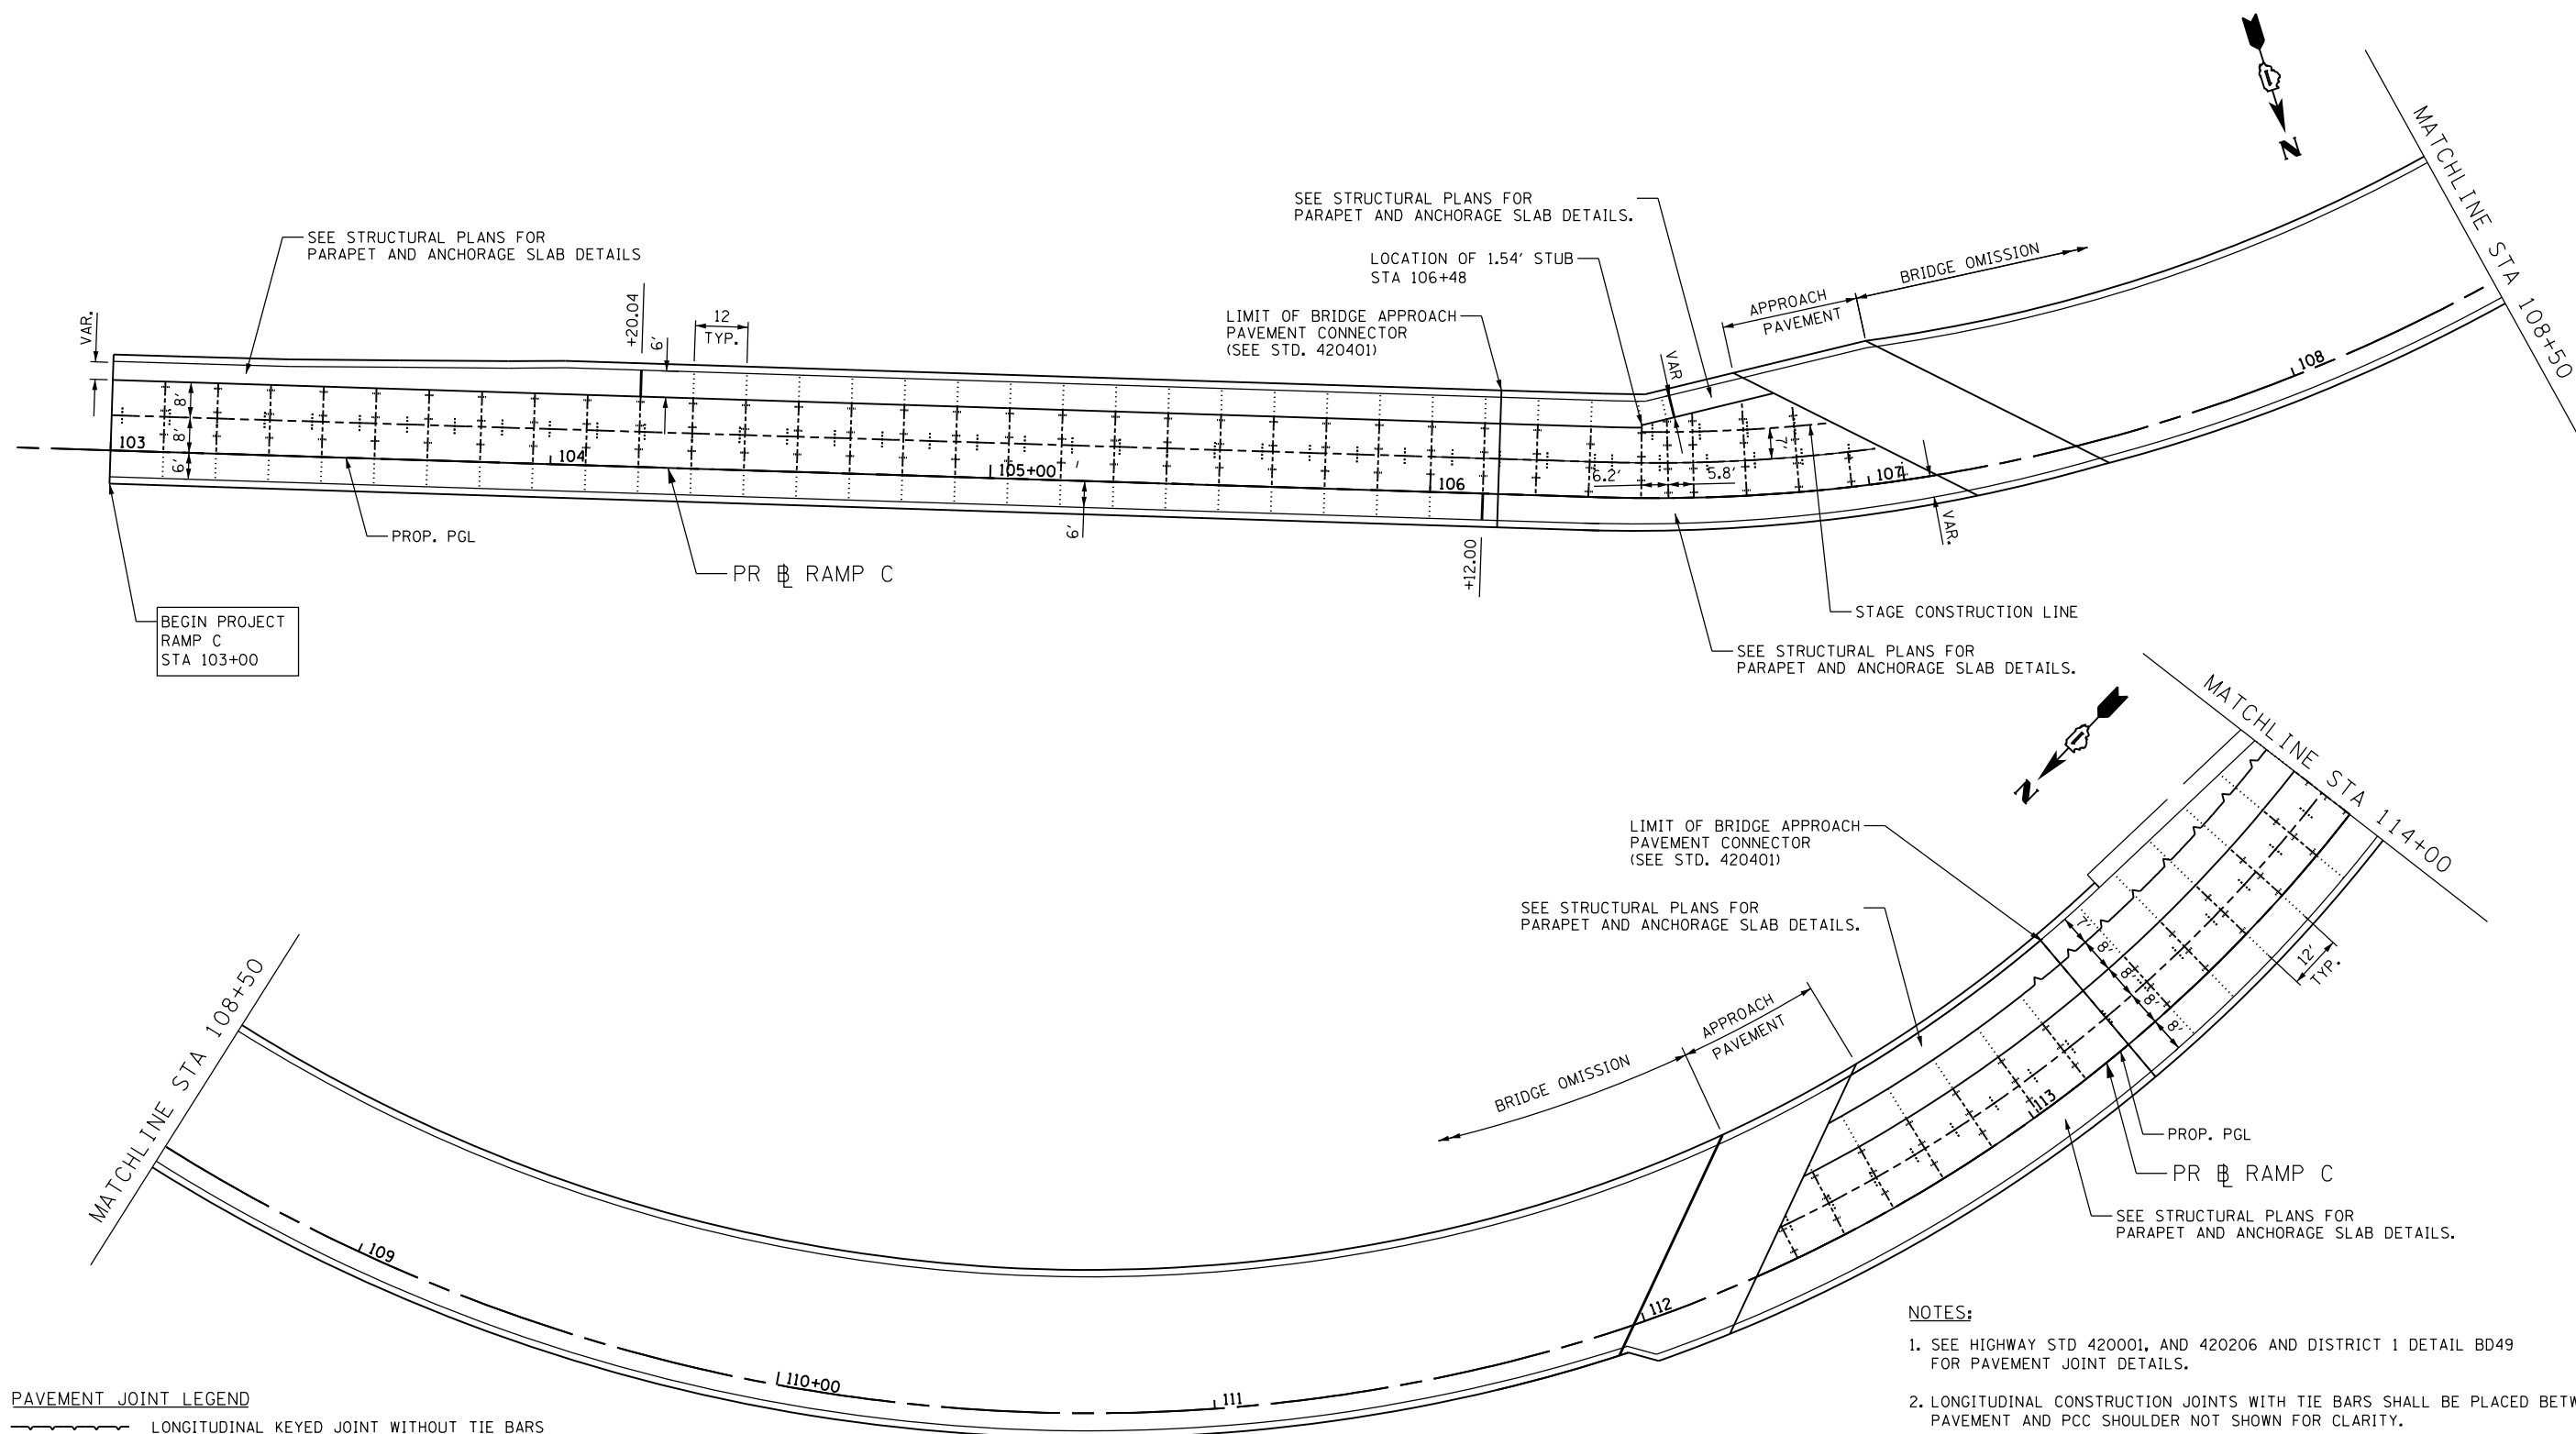 SEE STRUCTURAL PLANS FOR
PARAPET AND ANCHORAGE SLAB DETAILS
VAR.
+20.04
6'
12
TYP.
8'
8'
6'
103
104
105+00
106
6'
PROP. PGL
PR BL RAMP C
BEGIN PROJECT
RAMP C
STA 103+00
SEE STRUCTURAL PLANS FOR
PARAPET AND ANCHORAGE SLAB DETAILS.
LOCATION OF 1.54' STUB
STA 106+48
LIMIT OF BRIDGE APPROACH
PAVEMENT CONNECTOR
(SEE STD. 420401)
VAR
APPROACH
PAVEMENT
BRIDGE OMISSION
7'
6.2'
5.8'
107
108
+12.00
VAR.
STAGE CONSTRUCTION LINE
SEE STRUCTURAL PLANS FOR
PARAPET AND ANCHORAGE SLAB DETAILS.
N
MATCHLINE STA 108+50
MATCHLINE STA 108+50
109
110+00
111
112
113
BRIDGE OMISSION
APPROACH
PAVEMENT
SEE STRUCTURAL PLANS FOR
PARAPET AND ANCHORAGE SLAB DETAILS.
LIMIT OF BRIDGE APPROACH
PAVEMENT CONNECTOR
(SEE STD. 420401)
N
MATCHLINE STA 114+00
7'
8'
8'
8'
8'
12'
TYP.
PROP. PGL
PR BL RAMP C
SEE STRUCTURAL PLANS FOR
PARAPET AND ANCHORAGE SLAB DETAILS.
NOTES:
1. SEE HIGHWAY STD 420001, AND 420206 AND DISTRICT 1 DETAIL BD49
FOR PAVEMENT JOINT DETAILS.
2. LONGITUDINAL CONSTRUCTION JOINTS WITH TIE BARS SHALL BE PLACED
PAVEMENT AND PCC SHOULDER NOT SHOWN FOR CLARITY.
PAVEMENT JOINT LEGEND
LONGITUDINAL KEYED JOINT WITHOUT TIE BARS